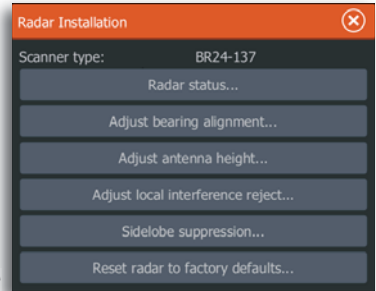 Radar Installation
Scanner type: BR24-137
Radar status...
Adjust bearing alignment...
Adjust antenna height...
Adjust local interference reject...
Sidelobe suppression...
Reset radar to factory defaults...